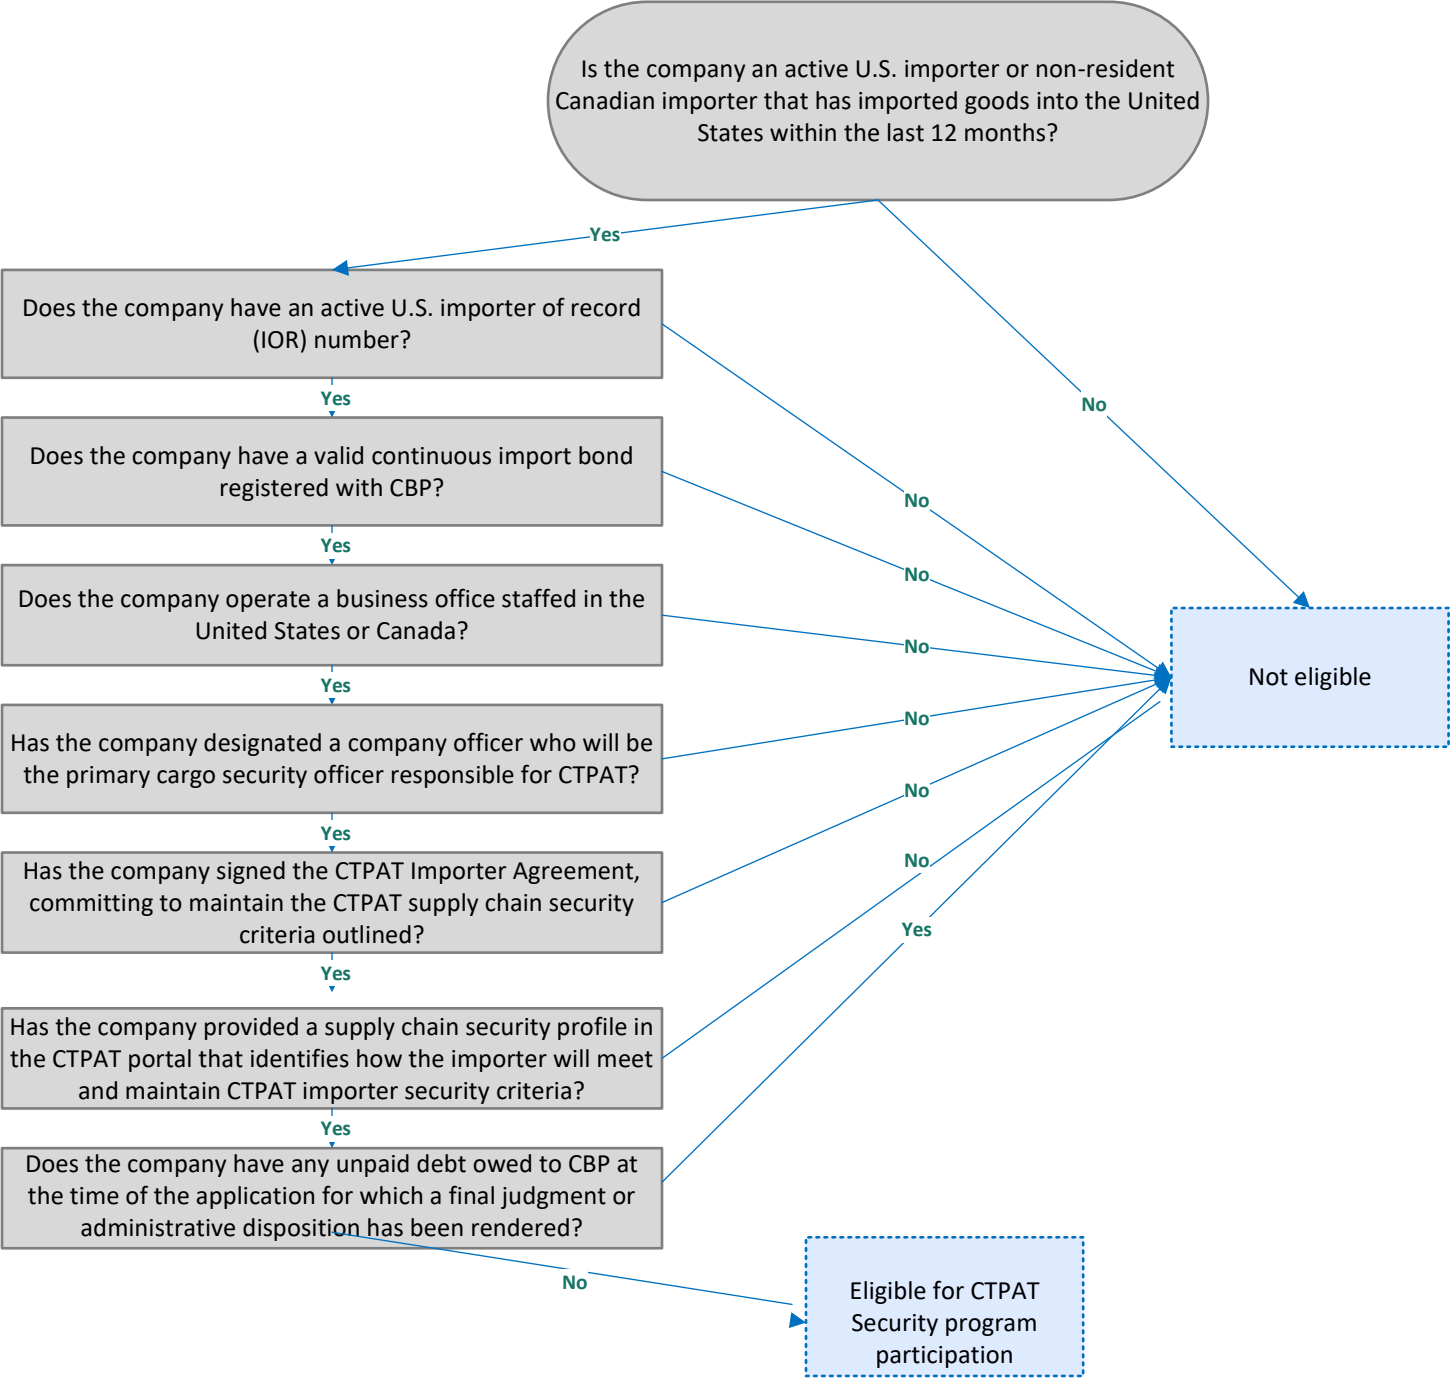 Is the company an active U.S. importer or non-resident
Canadian importer that has imported goods into the United
States within the last 12 months?
Yes
No
Does the company have an active U.S. importer of record
(IOR) number?
Yes
No
Does the company have a valid continuous import bond
registered with CBP?
Yes
No
Does the company operate a business office staffed in the
United States or Canada?
Yes
No
Not eligible
Has the company designated a company officer who will be
the primary cargo security officer responsible for CTPAT?
Yes
No
Has the company signed the CTPAT Importer Agreement,
committing to maintain the CTPAT supply chain security
criteria outlined?
Yes
No
Has the company provided a supply chain security profile in
the CTPAT portal that identifies how the importer will meet
and maintain CTPAT importer security criteria?
Yes
No
Does the company have any unpaid debt owed to CBP at
the time of the application for which a final judgment or
administrative disposition has been rendered?
Yes
No
Eligible for CTPAT
Security program
participation